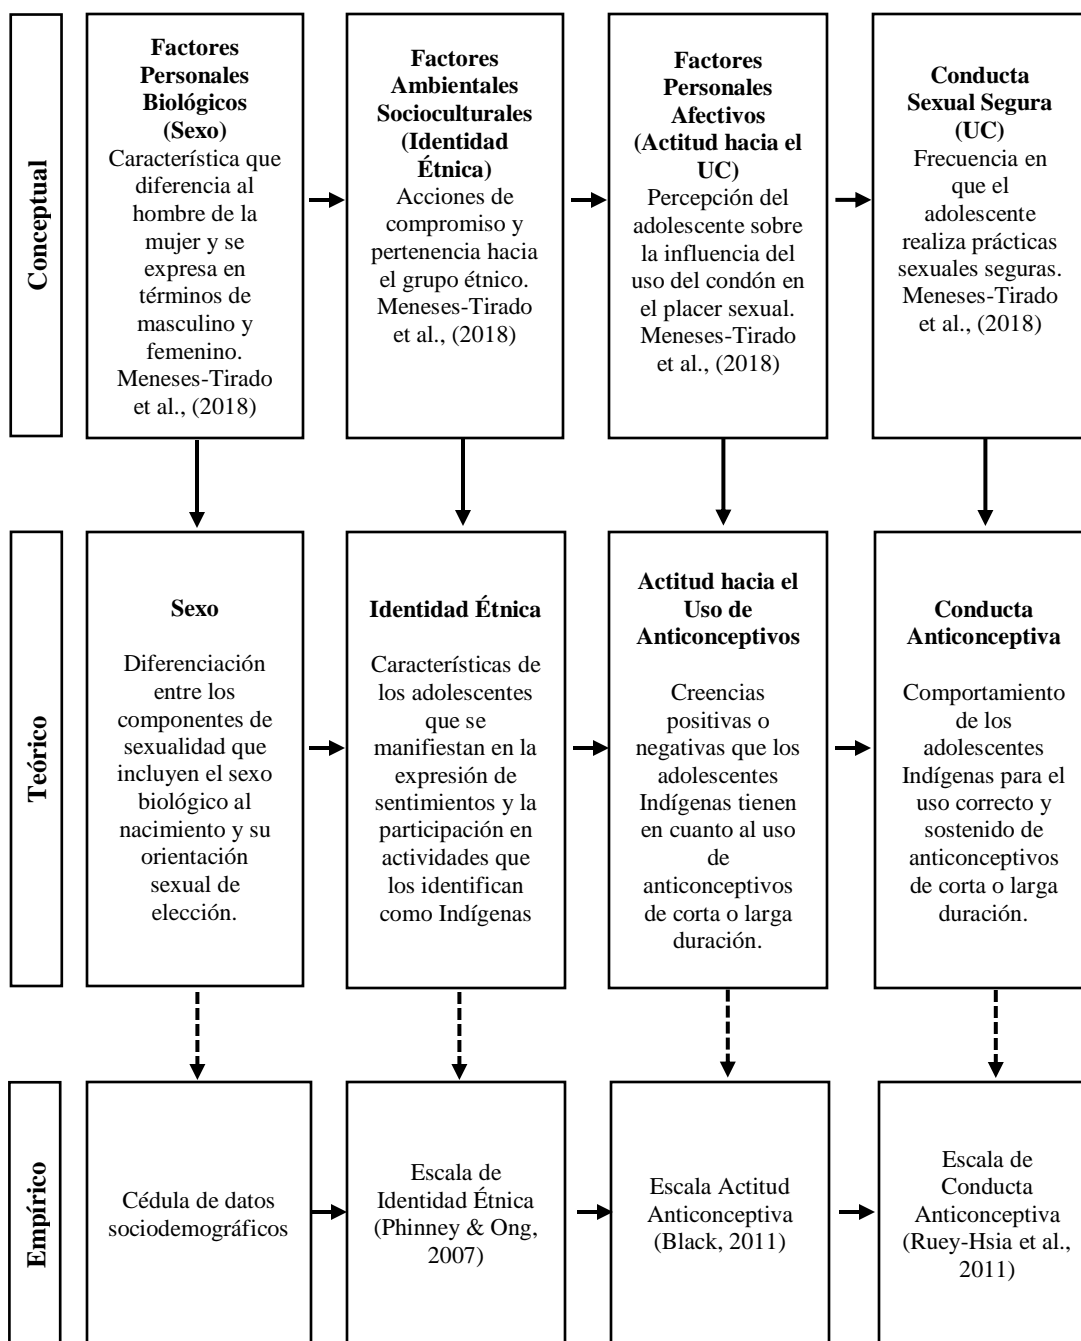 Conceptual
Factores
Personales
Biológicos
(Sexo)
Característica que
diferencia al
hombre de la
mujer y se
expresa en
términos de
masculino y
femenino.
Meneses-Tirado
et al., (2018)
Factores
Ambientales
Socioculturales
(Identidad
Étnica)
Acciones de
compromiso y
pertenencia hacia
el grupo étnico.
Meneses-Tirado
et al., (2018)
Factores
Personales
Afectivos
(Actitud hacia el
UC)
Percepción del
adolescente sobre
la influencia del
uso del condón en
el placer sexual.
Meneses-Tirado
et al., (2018)
Conducta
Sexual Segura
(UC)
Frecuencia en
que el
adolescente
realiza prácticas
sexuales seguras.
Meneses-Tirado
et al., (2018)
Teórico
Sexo
Diferenciación
entre los
componentes de
sexualidad que
incluyen el sexo
biológico al
nacimiento y su
orientación
sexual de
elección.
Identidad Étnica
Características de
los adolescentes
que se
manifiestan en la
expresión de
sentimientos y la
participación en
actividades que
los identifican
como Indígenas
Actitud hacia el
Uso de
Anticonceptivos
Creencias
positivas o
negativas que los
adolescentes
Indígenas tienen
en cuanto al uso
de
anticonceptivos
de corta o larga
duración.
Conducta
Anticonceptiva
Comportamiento
de los
adolescentes
Indígenas para el
uso correcto y
sostenido de
anticonceptivos
de corta o larga
duración.
Empírico
Cédula de datos
sociodemográficos
Escala de
Identidad Étnica
(Phinney & Ong,
2007)
Escala Actitud
Anticonceptiva
(Black, 2011)
Escala de
Conducta
Anticonceptiva
(Ruey-Hsia et al.,
2011)